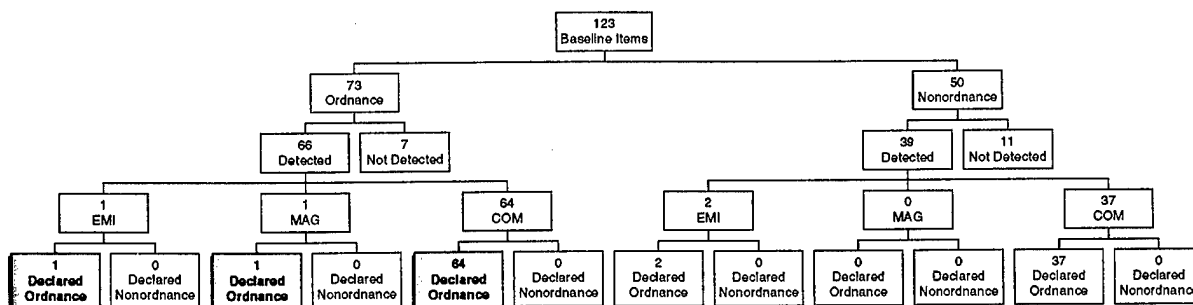 123
Baseline Items
73
Ordnance
50
Nonordnance
66
Detected
7
Not Detected
39
Detected
11
Not Detected
1
EMI
1
MAG
64
COM
2
EMI
0
MAG
37
COM
1
Declared
Ordnance
0
Declared
Nonordnance
1
Declared
Ordnance
0
Declared
Nonordnance
64
Declared
Ordnance
0
Declared
Nonordnance
2
Declared
Ordnance
0
Declared
Nonordnance
0
Declared
Ordnance
0
Declared
Nonordnance
37
Declared
Ordnance
0
Declared
Nonordnance